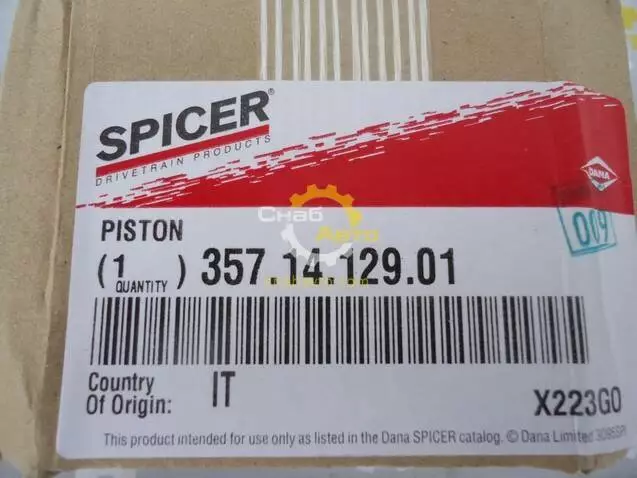 SPICER®
DRIVETRAIN PRODUCTS
DANA
009
PISTON
Снаб
Авто
(1) 357.14.129.01
QUANTITY
Country
Of Origin: IT
X223G0
This product intended for use only as listed in the Dana SPICER catalog. © Dana Limited